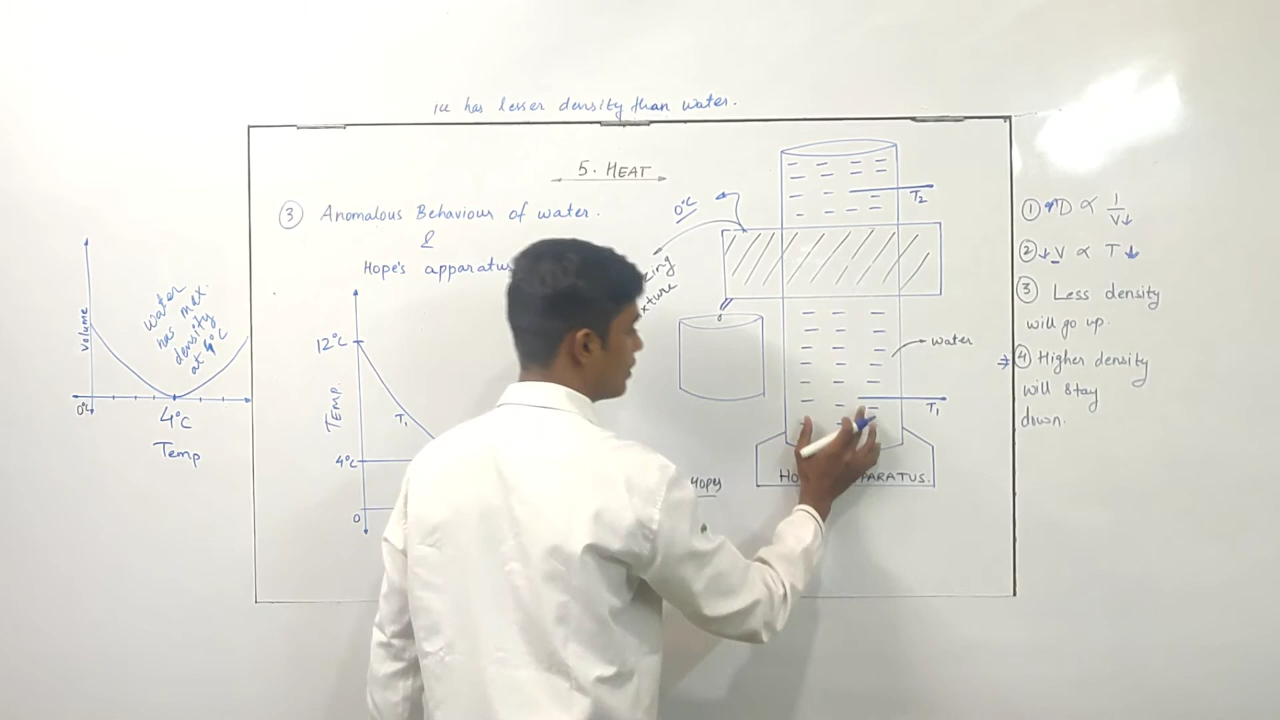 ice has lesser density than water.
5. HEAT
③ Anomalous Behaviour of water.
&
Hope's apparatus
Volume
0°C
4°C
Temp
water
has max.
density
at 4°C
TEMP.
12°C
4°C
0
T₁
0°C
T₂
water
T₁
APPARATUS.
Hopes
① ↑D ∝ 1/V↓
② ↓V ∝ T↓
③ Less density
will go up.
⇒ ④ Higher density
will stay
down.